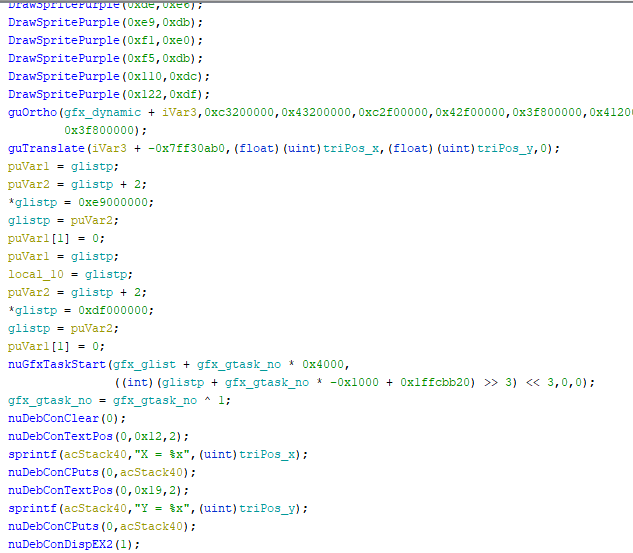 DrawSpritePurple(0xde,0xe6);
DrawSpritePurple(0xe9,0xdb);
DrawSpritePurple(0xf1,0xe0);
DrawSpritePurple(0xf5,0xdb);
DrawSpritePurple(0x110,0xdc);
DrawSpritePurple(0x122,0xdf);
guOrtho(gfx_dynamic + iVar3,0xc3200000,0x43200000,0xc2f00000,0x42f00000,0x3f800000,0x4120
0x3f800000);
guTranslate(iVar3 + -0x7ff30ab0,(float)(uint)triPos_x,(float)(uint)triPos_y,0);
puVar1 = glistp;
puVar2 = glistp + 2;
*glistp = 0xe9000000;
glistp = puVar2;
puVar1[1] = 0;
puVar1 = glistp;
local_10 = glistp;
puVar2 = glistp + 2;
*glistp = 0xdf000000;
glistp = puVar2;
puVar1[1] = 0;
nuGfxTaskStart(gfx_glist + gfx_gtask_no * 0x4000,
((int)(glistp + gfx_gtask_no * -0x1000 + 0x1ffcbb20) >> 3) << 3,0,0);
gfx_gtask_no = gfx_gtask_no ^ 1;
nuDebConClear(0);
nuDebConTextPos(0,0x12,2);
sprintf(acStack40,"X = %x",(uint)triPos_x);
nuDebConCPuts(0,acStack40);
nuDebConTextPos(0,0x19,2);
sprintf(acStack40,"Y = %x",(uint)triPos_y);
nuDebConCPuts(0,acStack40);
nuDebConDispEX2(1);